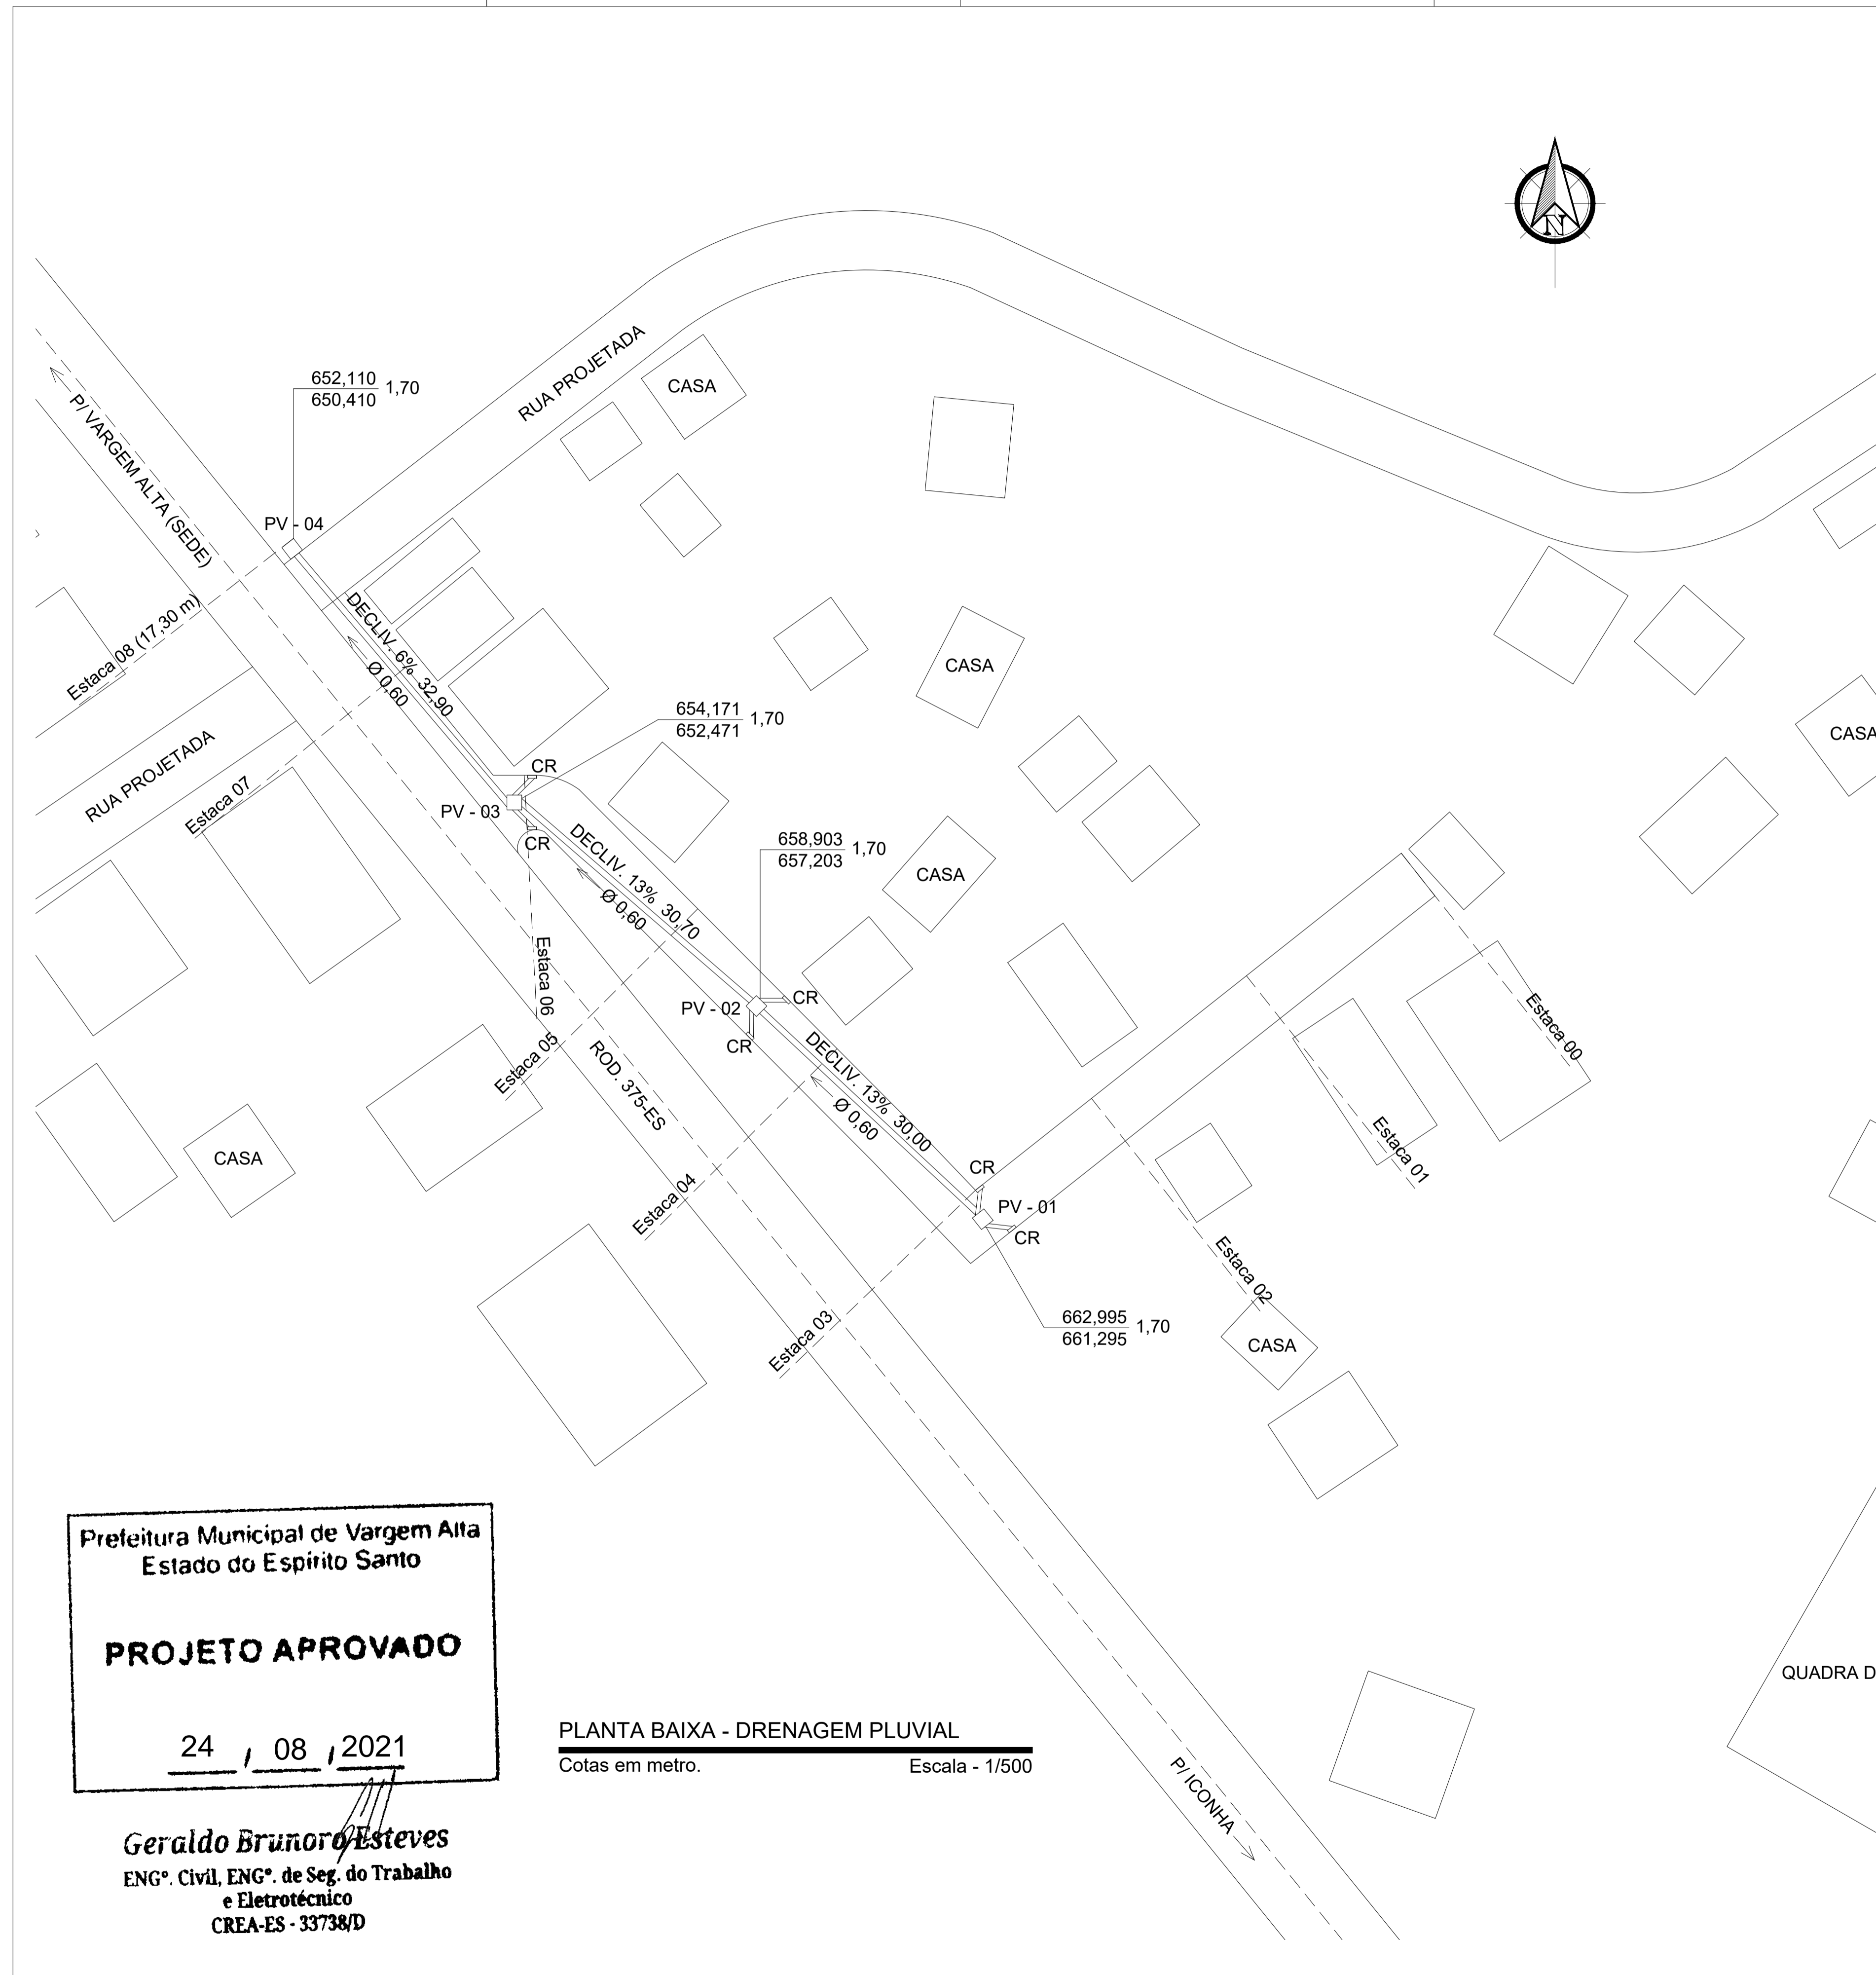 RUA PROJETADA
CASA
652,110
650,410
1,70
P/ VARGEM ALTA (SEDE)
PV - 04
N
Estaca 08 (17,30 m)
DECLIV. 6% 32,90
Ø 0,60
CASA
654,171
652,471
1,70
CASA
RUA PROJETADA
Estaca 07
CR
PV - 03
CR
DECLIV. 13% 30,70
Ø 0,60
658,903
657,203
1,70
CASA
Estaca 06
PV - 02
CR
CR
Estaca 05
ROD. 375-ES
DECLIV. 13% 30,00
Ø 0,60
Estaca 00
Estaca 01
CASA
CR
PV - 01
CR
Estaca 04
Estaca 02
Estaca 03
662,995
661,295
1,70
CASA
Prefeitura Municipal de Vargem Alta
Estado do Espírito Santo
PROJETO APROVADO
24 / 08 / 2021
Geraldo Brunoro Esteves
ENGº. Civil, ENGº. de Seg. do Trabalho
e Eletrotécnico
CREA-ES - 33738/D
PLANTA BAIXA - DRENAGEM PLUVIAL
Cotas em metro. Escala - 1/500
P/ ICONHA
QUADRA D